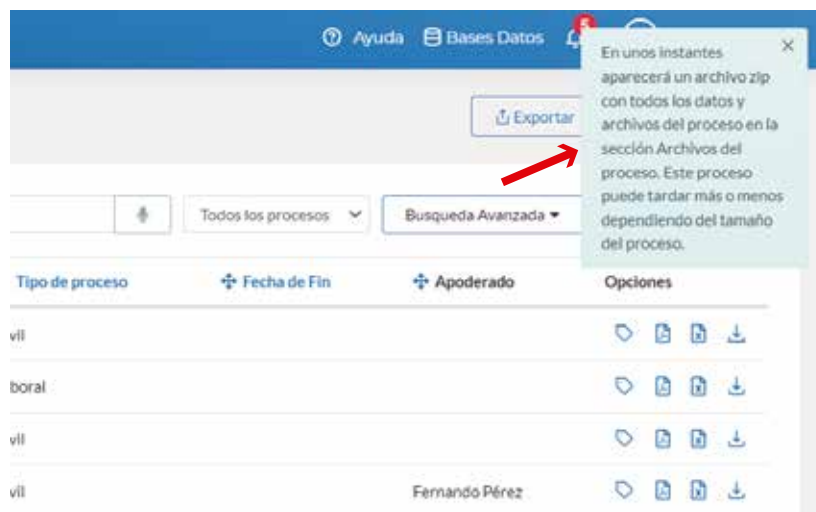 Ayuda Bases Datos 5
En unos instantes
aparecerá un archivo zip
con todos los datos y
archivos del proceso en la
sección Archivos del
proceso. Este proceso
puede tardar más o menos
dependiendo del tamaño
del proceso.
Exportar
Todos los procesos Busqueda Avanzada
Tipo de proceso Fecha de Fin Apoderado Opciones
vil
boral
vil
vil Fernando Pérez